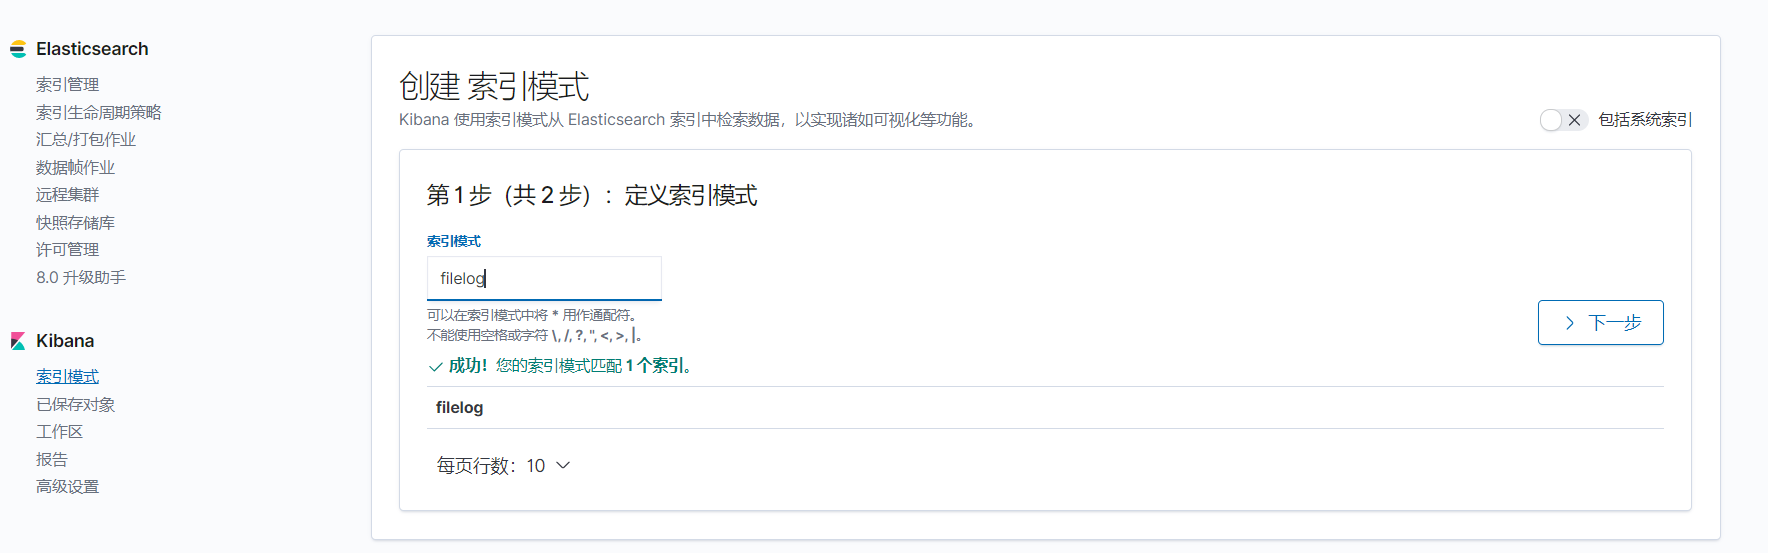 Elasticsearch
索引管理
索引生命周期策略
汇总/打包作业
数据帧作业
远程集群
快照存储库
许可管理
8.0 升级助手
Kibana
索引模式
已保存对象
工作区
报告
高级设置
创建 索引模式
Kibana 使用索引模式从 Elasticsearch 索引中检索数据，以实现诸如可视化等功能。
包括系统索引
第 1 步（共 2 步）：定义索引模式
索引模式
filelog
可以在索引模式中将 * 用作通配符。
不能使用空格或字符 \, /, ?, ", <, >, |。
下一步
成功！您的索引模式匹配 1 个索引。
filelog
每页行数：10